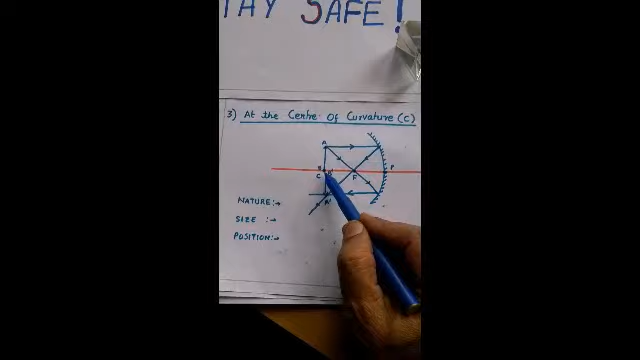 TAY SAFE!
3) At the Centre Of Curvature (C)
A
B B' P
C F
A'
NATURE:-
SIZE :-
POSITION:-